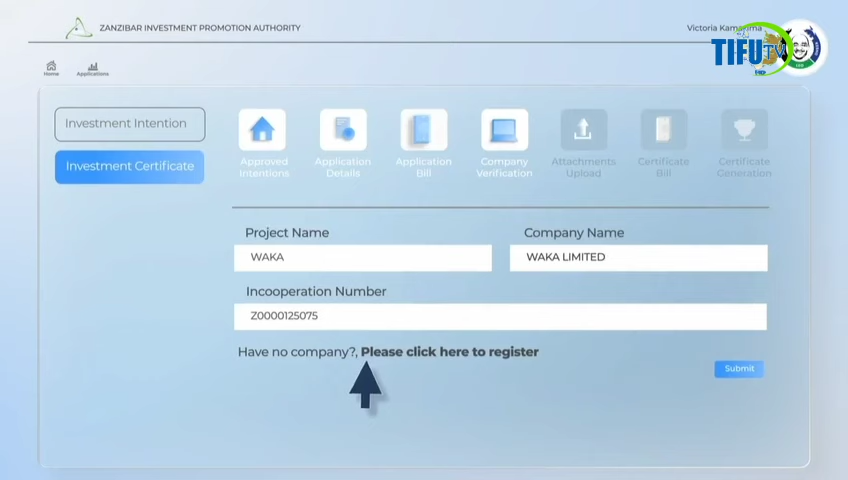 ZANZIBAR INVESTMENT PROMOTION AUTHORITY
Victoria Kamarima
TIFU TV
Home
Applications
Investment Intention
Investment Certificate
Approved
Intentions
Application
Details
Application
Bill
Company
Verification
Attachments
Upload
Certificate
Bill
Certificate
Generation
Project Name
Company Name
WAKA
WAKA LIMITED
Incooperation Number
Z0000125075
Have no company?, Please click here to register
Submit